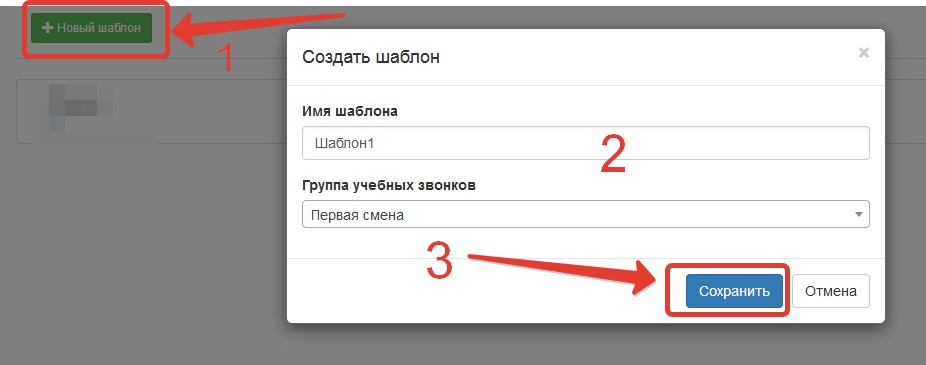 + Новый шаблон
1
Создать шаблон
×
Имя шаблона
Шаблон1
2
Группа учебных звонков
Первая смена
3
Сохранить
Отмена